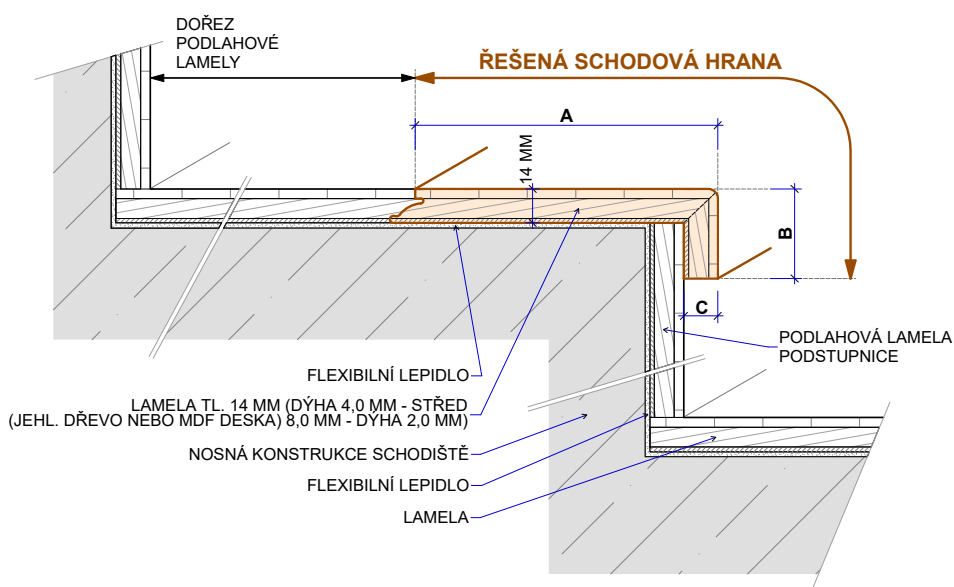 DOŘEZ
PODLAHOVÉ
LAMELY
ŘEŠENÁ SCHODOVÁ HRANA
A
14 MM
B
C
PODLAHOVÁ LAMELA
PODSTUPNICE
FLEXIBILNÍ LEPIDLO
LAMELA TL. 14 MM (DÝHA 4,0 MM - STŘED
(JEHL. DŘEVO NEBO MDF DESKA) 8,0 MM - DÝHA 2,0 MM)
NOSNÁ KONSTRUKCE SCHODIŠTĚ
FLEXIBILNÍ LEPIDLO
LAMELA